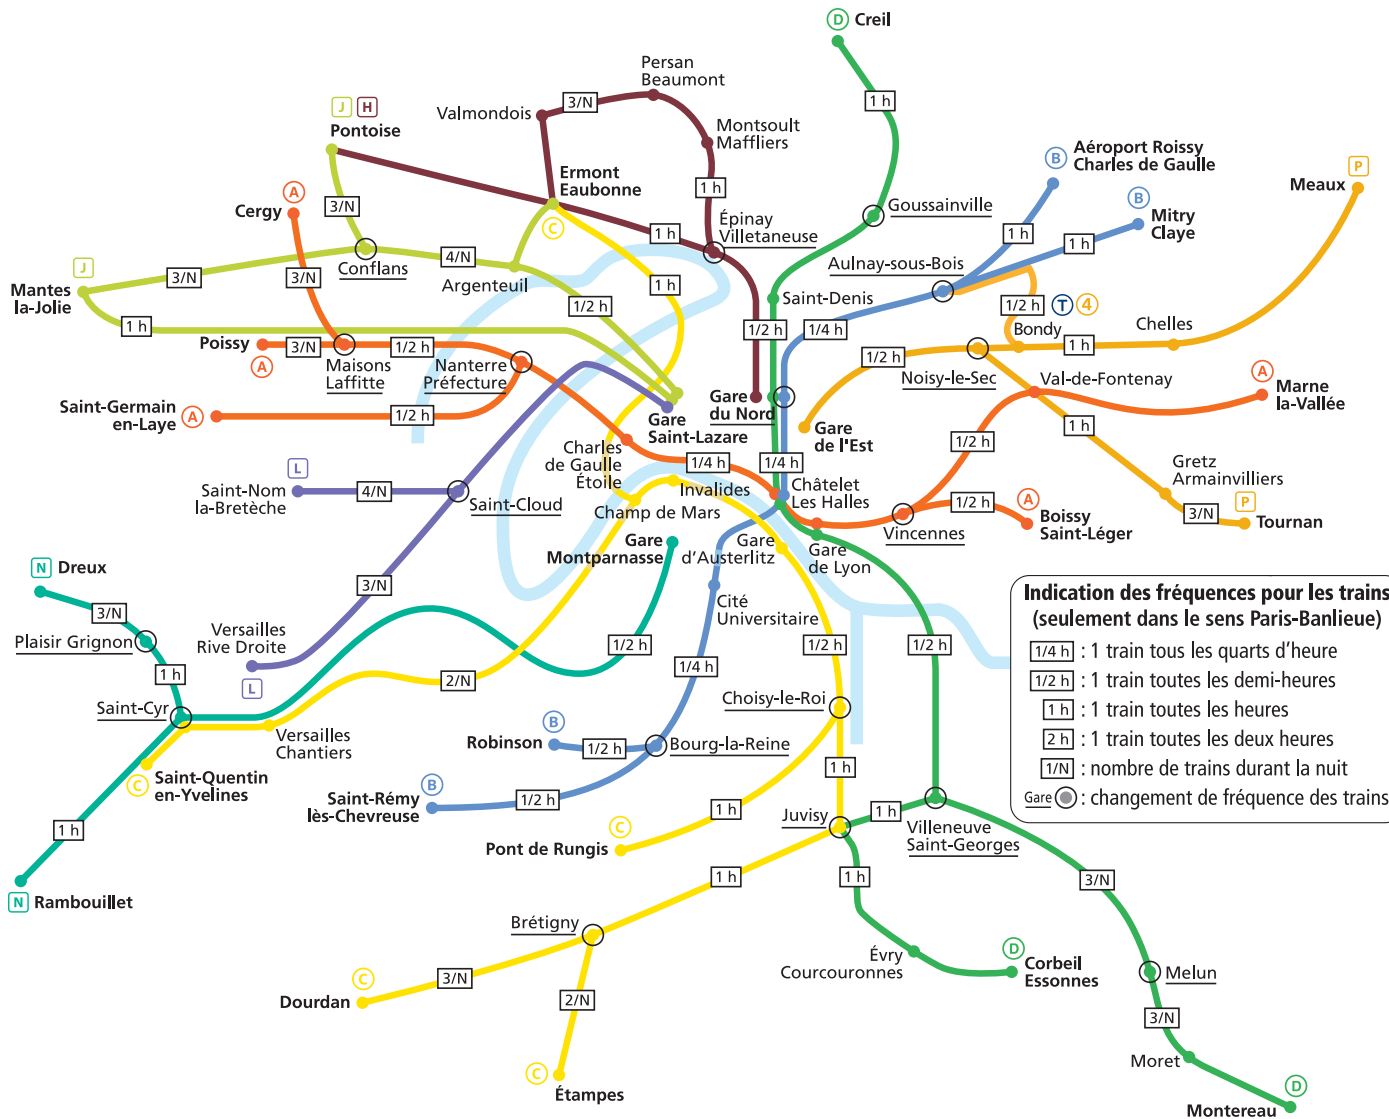 D Creil
Persan
Beaumont
3/N
1 h
J H
Pontoise
Valmondois
Montsoult
Maffliers
B Aéroport Roissy
Charles de Gaulle
P
Meaux
Ermont
Eaubonne
1 h
A
Cergy
3/N
C
Épinay
Villetaneuse
1 h
Goussainville
B
Mitry
Claye
1 h
1 h
J
Mantes
la-Jolie
3/N
3/N
Conflans
4/N
Argenteuil
1 h
Aulnay-sous-Bois
Saint-Denis
1/2 h
T 4
1/2 h
1 h
1/2 h
1/4 h
Bondy
Chelles
1 h
Poissy
A
3/N
Maisons
Laffitte
1/2 h
Nanterre
Préfecture
1/2 h
Noisy-le-Sec
Val-de-Fontenay
A
Marne
la-Vallée
Saint-Germain
en-Laye
A
1/2 h
Gare
Saint-Lazare
Gare
du Nord
Gare
de l'Est
1 h
1/2 h
Charles
de Gaulle
Étoile
1/4 h
1/4 h
Gretz
Armainvilliers
L
Saint-Nom
la-Bretèche
4/N
Saint-Cloud
Invalides
Champ de Mars
Châtelet
Les Halles
Vincennes
1/2 h
A
Boissy
Saint-Léger
3/N
P
Tournan
Gare
Montparnasse
Gare
d'Austerlitz
Gare
de Lyon
N Dreux
3/N
3/N
Plaisir Grignon
Versailles
Rive Droite
L
Cité
Universitaire
1/2 h
1/2 h
1/2 h
1 h
2/N
1/4 h
Saint-Cyr
Versailles
Chantiers
Choisy-le-Roi
Robinson
B
1/2 h
Bourg-la-Reine
C
Saint-Quentin
en-Yvelines
Saint-Rémy
lès-Chevreuse
B
1/2 h
1 h
1 h
1 h
C
Pont de Rungis
Juvisy
1 h
Villeneuve
Saint-Georges
N Rambouillet
1 h
1 h
3/N
Brétigny
C
Dourdan
3/N
2/N
Évry
Courcouronnes
D
Corbeil
Essonnes
Melun
3/N
C
Étampes
Moret
D
Montereau
Indication des fréquences pour les trains
(seulement dans le sens Paris-Banlieue)
1/4 h : 1 train tous les quarts d'heure
1/2 h : 1 train toutes les demi-heures
1 h : 1 train toutes les heures
2 h : 1 train toutes les deux heures
1/N : nombre de trains durant la nuit
Gare : changement de fréquence des trains